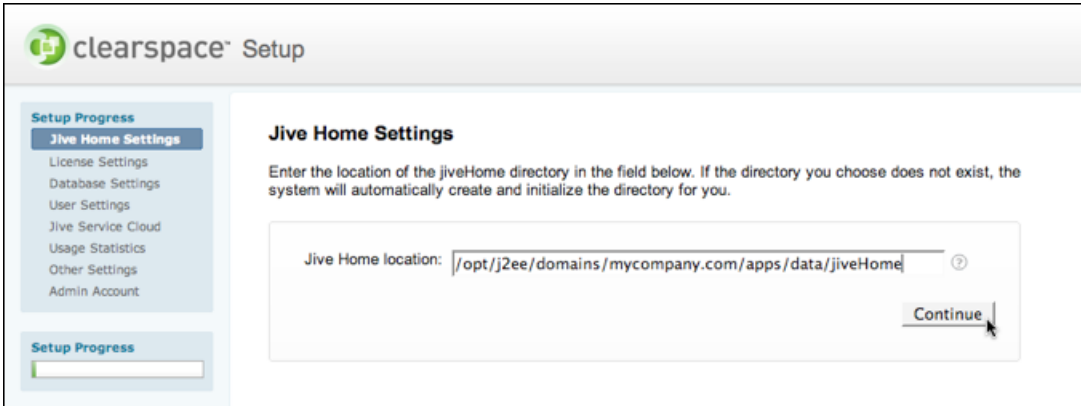 clearspace™ Setup
Setup Progress
Jive Home Settings
License Settings
Database Settings
User Settings
Jive Service Cloud
Usage Statistics
Other Settings
Admin Account
Setup Progress
Jive Home Settings
Enter the location of the jiveHome directory in the field below. If the directory you choose does not exist, the
system will automatically create and initialize the directory for you.
Jive Home location: /opt/j2ee/domains/mycompany.com/apps/data/jiveHome ?
Continue